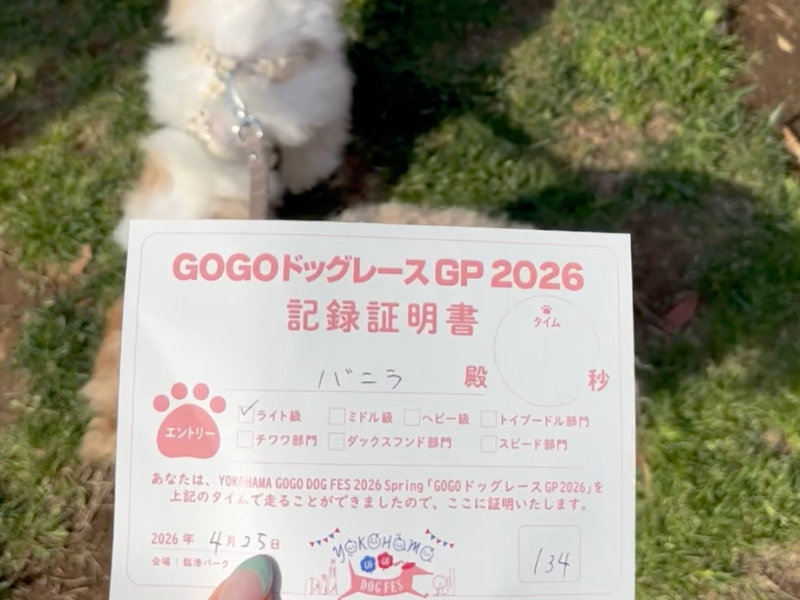 GOGOドッグレース GP 2026
記録証明書
タイム
バニラ 殿
秒
エントリー
ライト級 ミドル級 ヘビー級 トイプードル部門
チワワ部門 ダックスフンド部門 スピード部門
あなたは、YOKOHAMA GOGO DOG FES 2026 Spring「GOGOドッグレース GP2026」を
上記のタイムで走ることができましたので、ここに証明いたします。
2026 年 4月25日
会場：臨港パーク
YOKOHAMA
GO GO
DOG FES
134